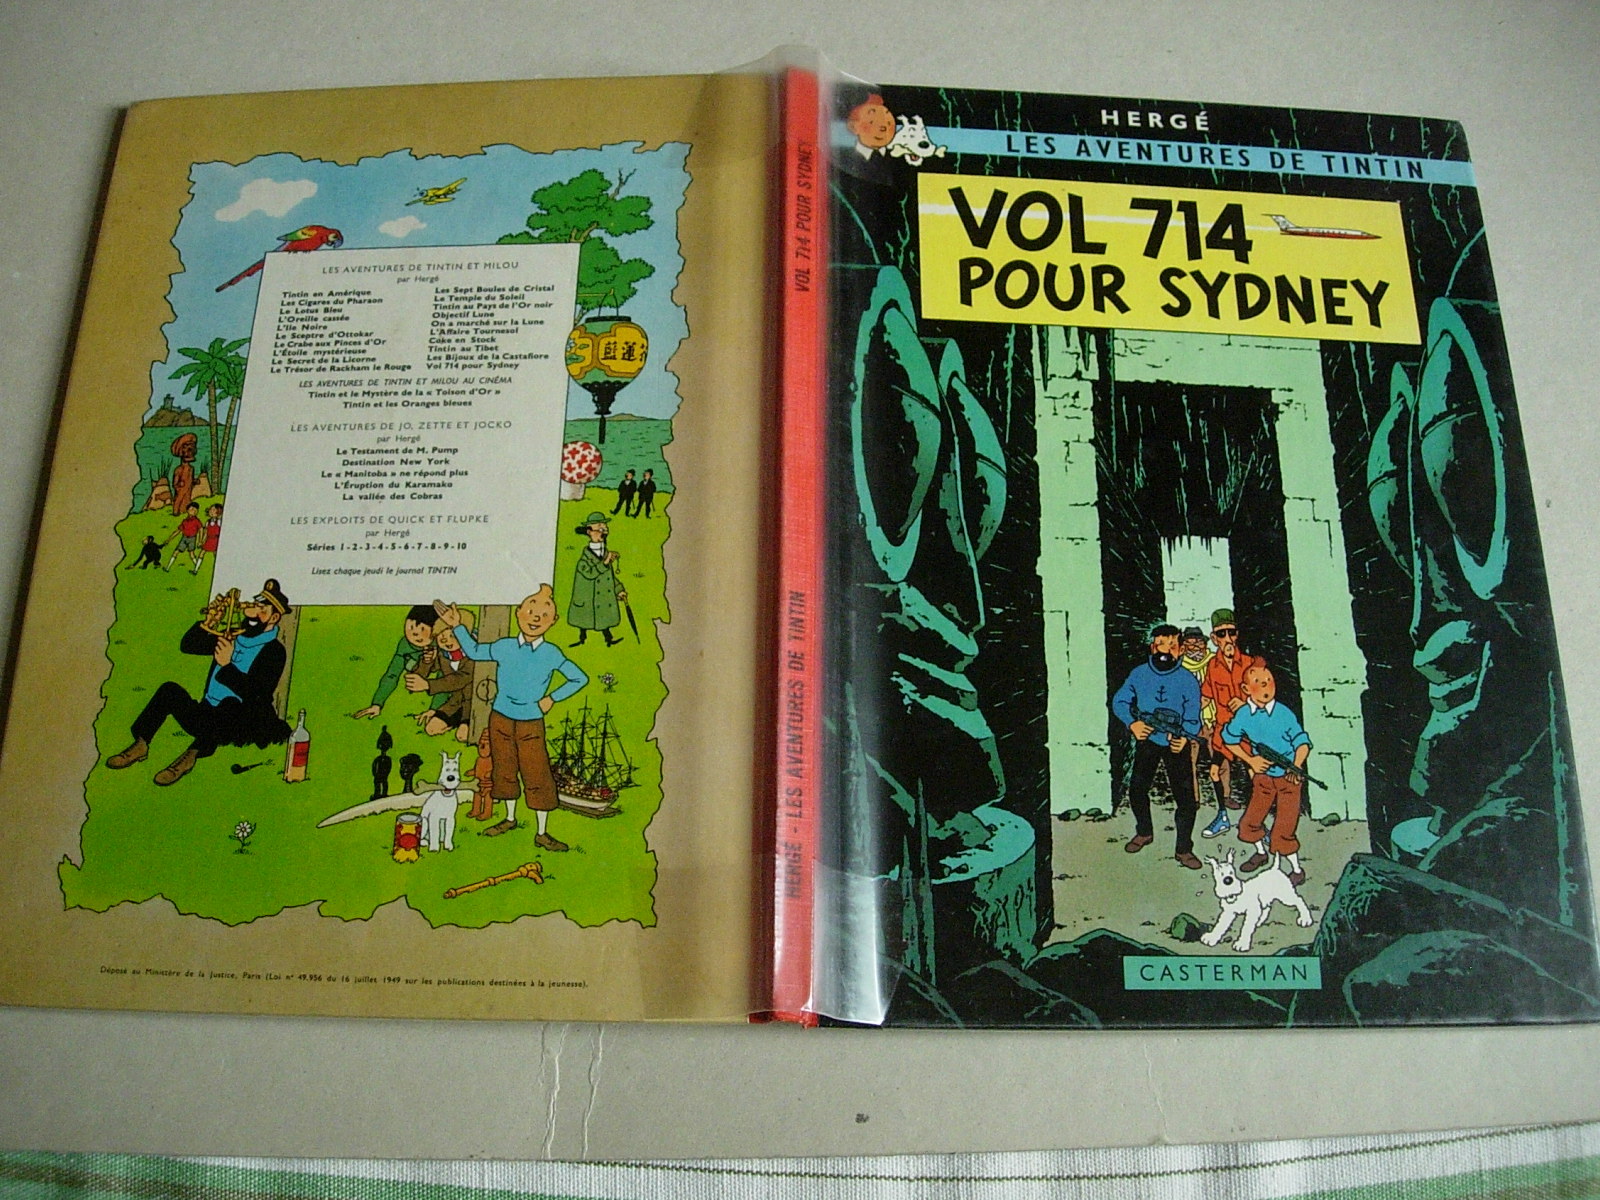 LES AVENTURES DE TINTIN ET MILOU
par Hergé
Tintin en Amérique
Les Cigares du Pharaon
Le Lotus Bleu
L'Oreille cassée
L'Ile Noire
Le Sceptre d'Ottokar
Le Crabe aux Pinces d'Or
L'Étoile mystérieuse
Le Secret de la Licorne
Le Trésor de Rackham le Rouge
Les Sept Boules de Cristal
Le Temple du Soleil
Tintin au Pays de l'Or noir
Objectif Lune
On a marché sur la Lune
L'Affaire Tournesol
Coke en Stock
Tintin au Tibet
Les Bijoux de la Castafiore
Vol 714 pour Sydney
LES AVENTURES DE TINTIN ET MILOU AU CINÉMA
Tintin et le Mystère de la « Toison d'Or »
Tintin et les Oranges bleues
LES AVENTURES DE JO, ZETTE ET JOCKO
par Hergé
Le Testament de M. Pump
Destination New York
Le « Manitoba » ne répond plus
L'Éruption du Karamako
La vallée des Cobras
LES EXPLOITS DE QUICK ET FLUPKE
par Hergé
Séries 1 - 2 - 3 - 4 - 5 - 6 - 7 - 8 - 9 - 10
Lisez chaque jeudi le journal TINTIN
Déposé au Ministère de la Justice, Paris (Loi n° 49.956 du 16 juillet 1949 sur les publications destinées à la jeunesse).
HERGÉ - LES AVENTURES DE TINTIN
VOL 714 POUR SYDNEY
HERGÉ
LES AVENTURES DE TINTIN
VOL 714
POUR SYDNEY
CASTERMAN